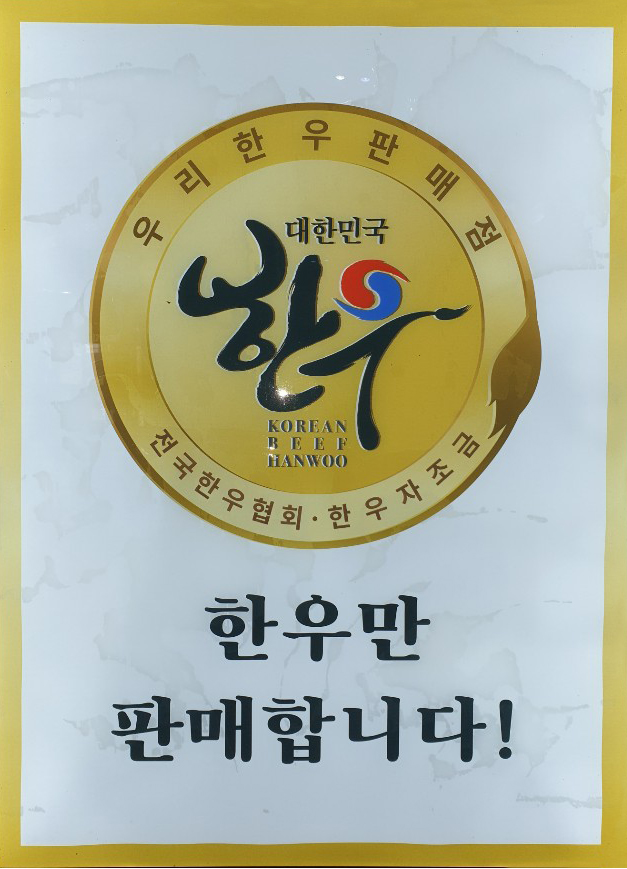 우리한우판매점
대한민국
한우
KOREAN
BEEF
HANWOO
전국한우협회·한우자조금
한우만
판매합니다!